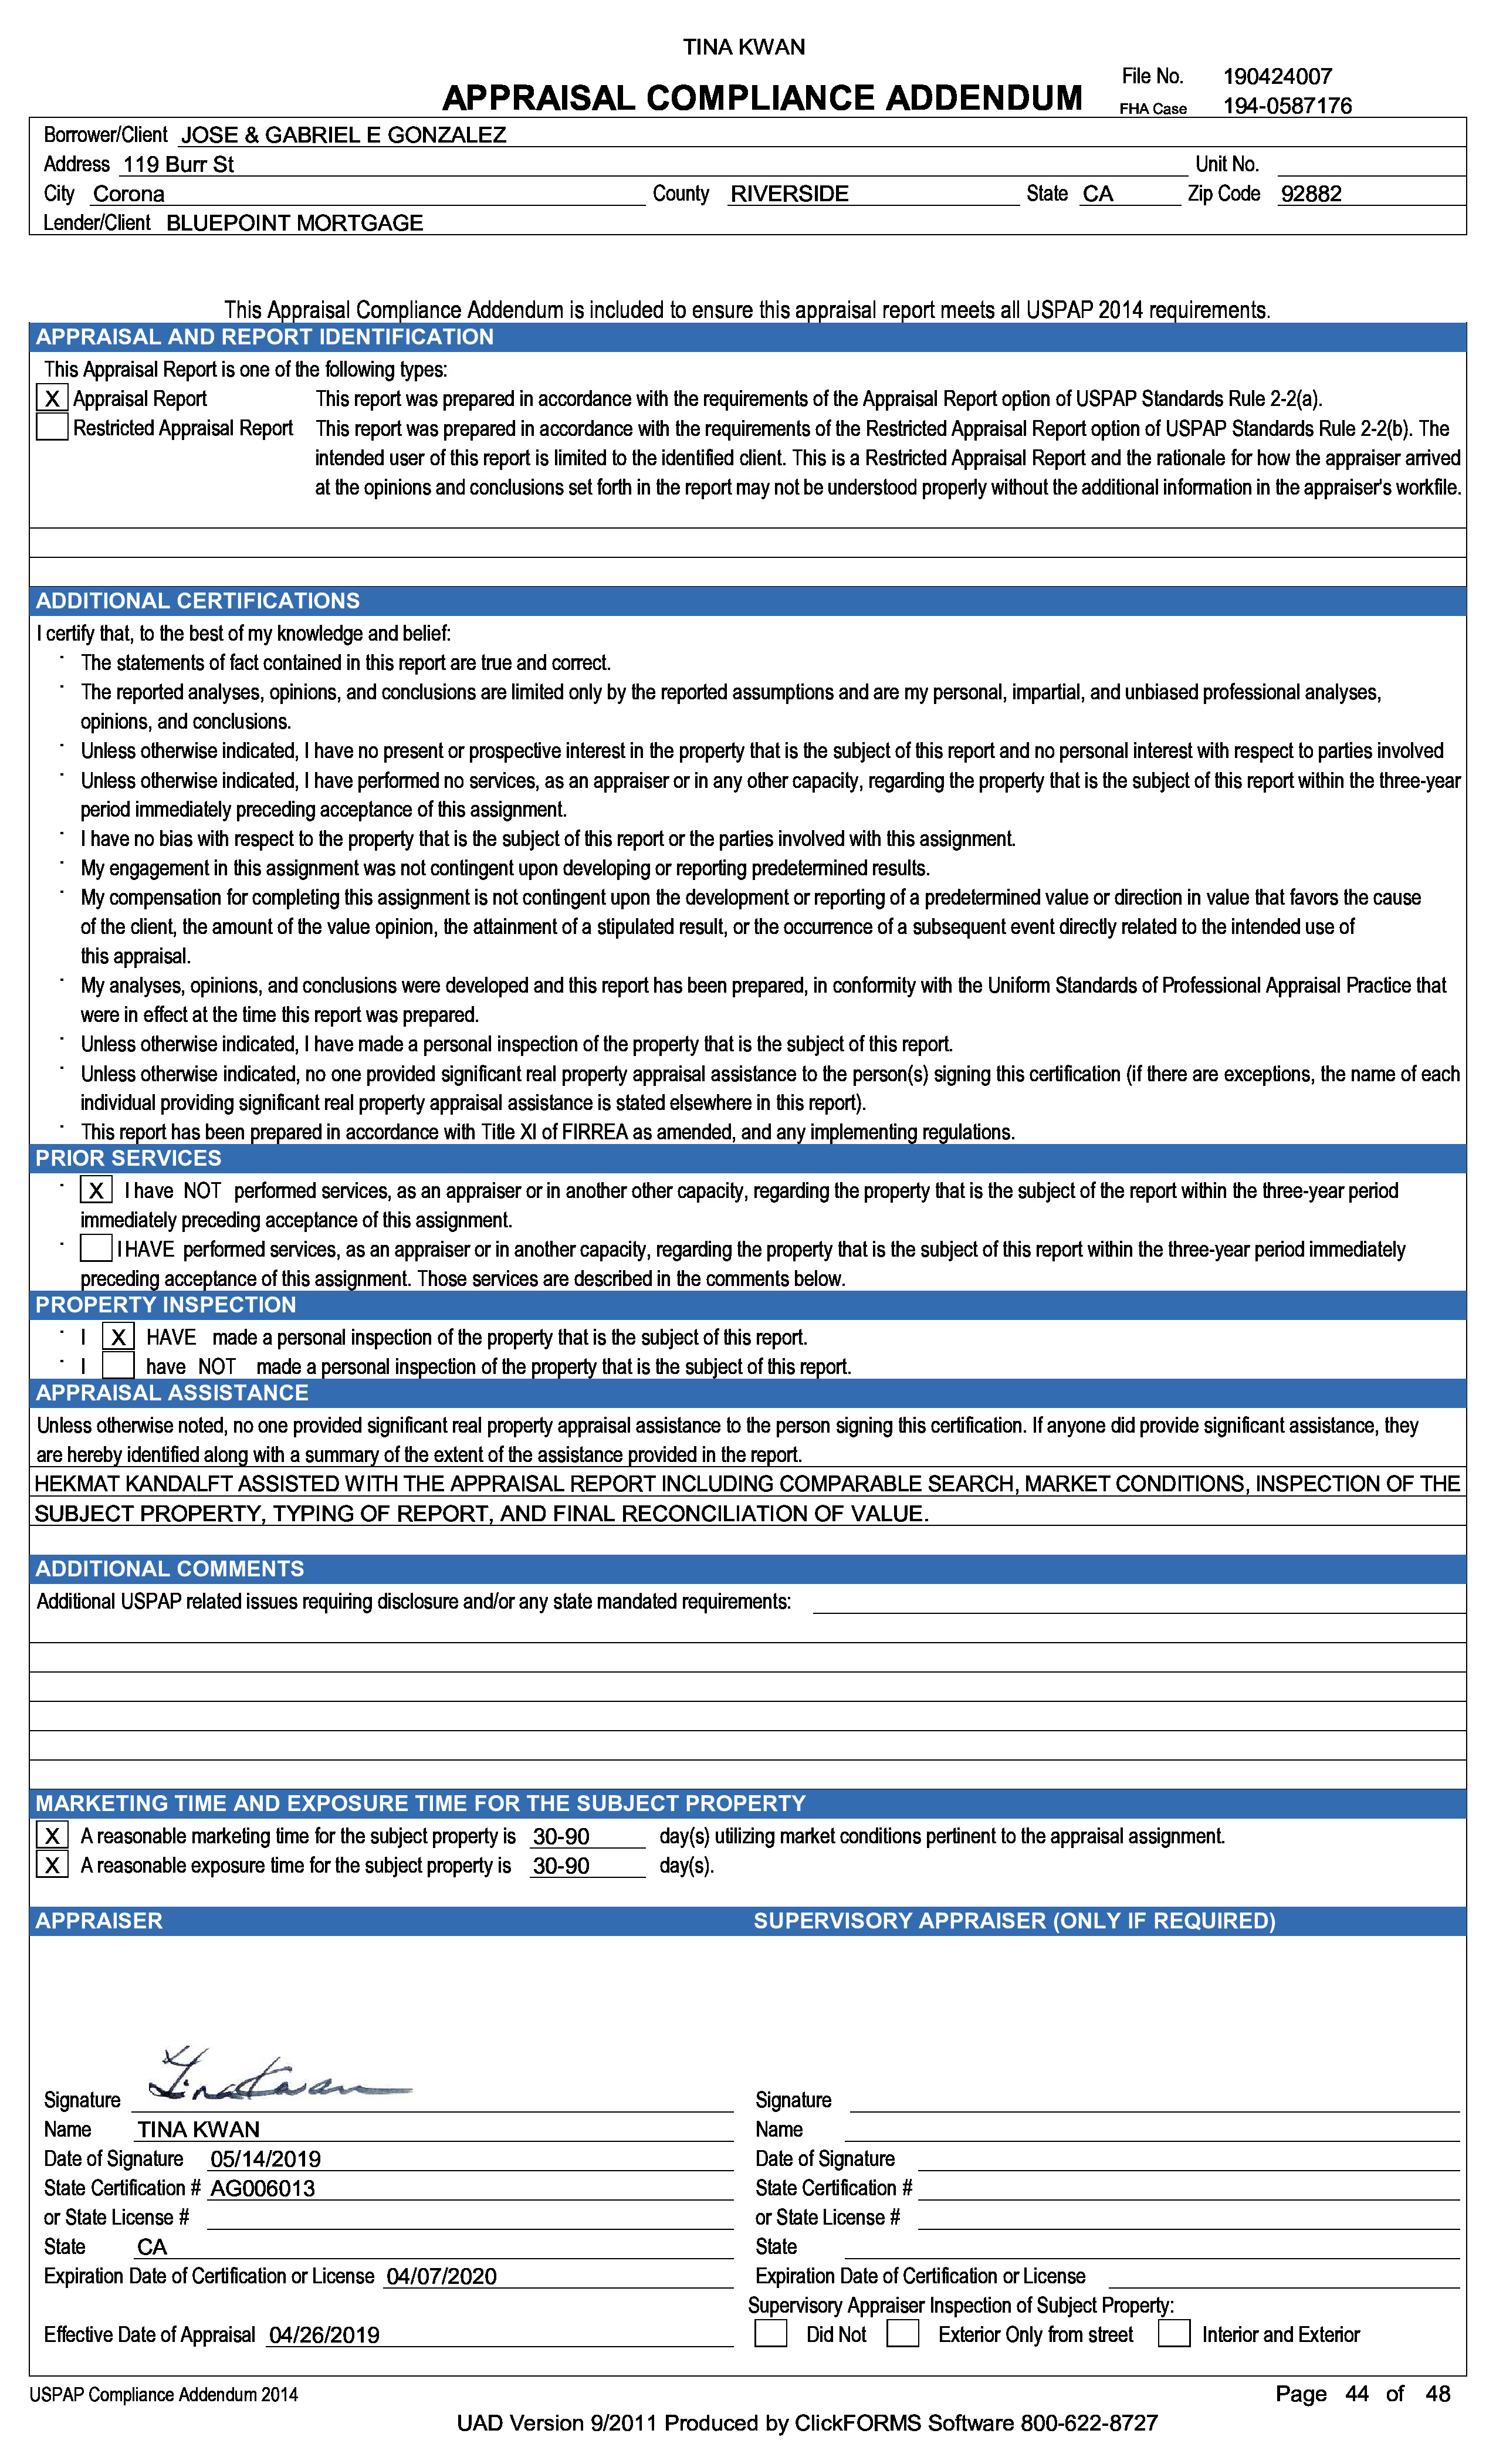 TINA KWAN
APPRAISAL COMPLIANCE ADDENDUM
File No. 190424007
FHA Case 194-0587176
Borrower/Client JOSE & GABRIEL E GONZALEZ
Address 119 Burr St Unit No.
City Corona County RIVERSIDE State CA Zip Code 92882
Lender/Client BLUEPOINT MORTGAGE
This Appraisal Compliance Addendum is included to ensure this appraisal report meets all USPAP 2014 requirements.
APPRAISAL AND REPORT IDENTIFICATION
This Appraisal Report is one of the following types:
X Appraisal Report This report was prepared in accordance with the requirements of the Appraisal Report option of USPAP Standards Rule 2-2(a).
Restricted Appraisal Report This report was prepared in accordance with the requirements of the Restricted Appraisal Report option of USPAP Standards Rule 2-2(b). The
intended user of this report is limited to the identified client. This is a Restricted Appraisal Report and the rationale for how the appraiser arrived
at the opinions and conclusions set forth in the report may not be understood properly without the additional information in the appraiser's workfile.
ADDITIONAL CERTIFICATIONS
I certify that, to the best of my knowledge and belief:
· The statements of fact contained in this report are true and correct.
· The reported analyses, opinions, and conclusions are limited only by the reported assumptions and are my personal, impartial, and unbiased professional analyses,
opinions, and conclusions.
· Unless otherwise indicated, I have no present or prospective interest in the property that is the subject of this report and no personal interest with respect to parties involved
· Unless otherwise indicated, I have performed no services, as an appraiser or in any other capacity, regarding the property that is the subject of this report within the three-year
period immediately preceding acceptance of this assignment.
· I have no bias with respect to the property that is the subject of this report or the parties involved with this assignment.
· My engagement in this assignment was not contingent upon developing or reporting predetermined results.
· My compensation for completing this assignment is not contingent upon the development or reporting of a predetermined value or direction in value that favors the cause
of the client, the amount of the value opinion, the attainment of a stipulated result, or the occurrence of a subsequent event directly related to the intended use of
this appraisal.
· My analyses, opinions, and conclusions were developed and this report has been prepared, in conformity with the Uniform Standards of Professional Appraisal Practice that
were in effect at the time this report was prepared.
· Unless otherwise indicated, I have made a personal inspection of the property that is the subject of this report.
· Unless otherwise indicated, no one provided significant real property appraisal assistance to the person(s) signing this certification (if there are exceptions, the name of each
individual providing significant real property appraisal assistance is stated elsewhere in this report).
· This report has been prepared in accordance with Title XI of FIRREA as amended, and any implementing regulations.
PRIOR SERVICES
· X I have NOT performed services, as an appraiser or in another other capacity, regarding the property that is the subject of the report within the three-year period
immediately preceding acceptance of this assignment.
· I HAVE performed services, as an appraiser or in another capacity, regarding the property that is the subject of this report within the three-year period immediately
preceding acceptance of this assignment. Those services are described in the comments below.
PROPERTY INSPECTION
· I X HAVE made a personal inspection of the property that is the subject of this report.
· I have NOT made a personal inspection of the property that is the subject of this report.
APPRAISAL ASSISTANCE
Unless otherwise noted, no one provided significant real property appraisal assistance to the person signing this certification. If anyone did provide significant assistance, they
are hereby identified along with a summary of the extent of the assistance provided in the report.
HEKMAT KANDALFT ASSISTED WITH THE APPRAISAL REPORT INCLUDING COMPARABLE SEARCH, MARKET CONDITIONS, INSPECTION OF THE
SUBJECT PROPERTY, TYPING OF REPORT, AND FINAL RECONCILIATION OF VALUE.
ADDITIONAL COMMENTS
Additional USPAP related issues requiring disclosure and/or any state mandated requirements:
MARKETING TIME AND EXPOSURE TIME FOR THE SUBJECT PROPERTY
X A reasonable marketing time for the subject property is 30-90 day(s) utilizing market conditions pertinent to the appraisal assignment.
X A reasonable exposure time for the subject property is 30-90 day(s).
APPRAISER SUPERVISORY APPRAISER (ONLY IF REQUIRED)
Signature Tina Kwan Signature
Name TINA KWAN Name
Date of Signature 05/14/2019 Date of Signature
State Certification # AG006013 State Certification #
or State License # or State License #
State CA State
Expiration Date of Certification or License 04/07/2020 Expiration Date of Certification or License
Supervisory Appraiser Inspection of Subject Property:
Effective Date of Appraisal 04/26/2019 Did Not Exterior Only from street Interior and Exterior
USPAP Compliance Addendum 2014 Page 44 of 48
UAD Version 9/2011 Produced by ClickFORMS Software 800-622-8727